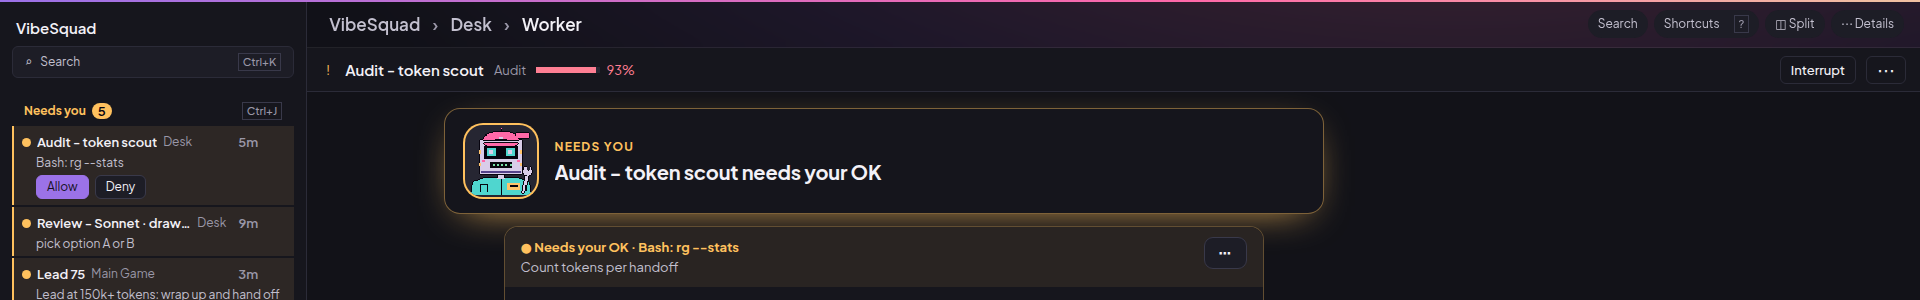 VibeSquad
Search Ctrl+K
Needs you 5 Ctrl+J
Audit - token scout Desk 5m
Bash: rg --stats
Allow Deny
Review - Sonnet · draw... Desk 9m
pick option A or B
Lead 75 Main Game 3m
Lead at 150k+ tokens: wrap up and hand off
VibeSquad › Desk › Worker
Search Shortcuts ? Split ··· Details
! Audit - token scout Audit 93% Interrupt ···
NEEDS YOU
Audit - token scout needs your OK
Needs your OK · Bash: rg --stats ···
Count tokens per handoff